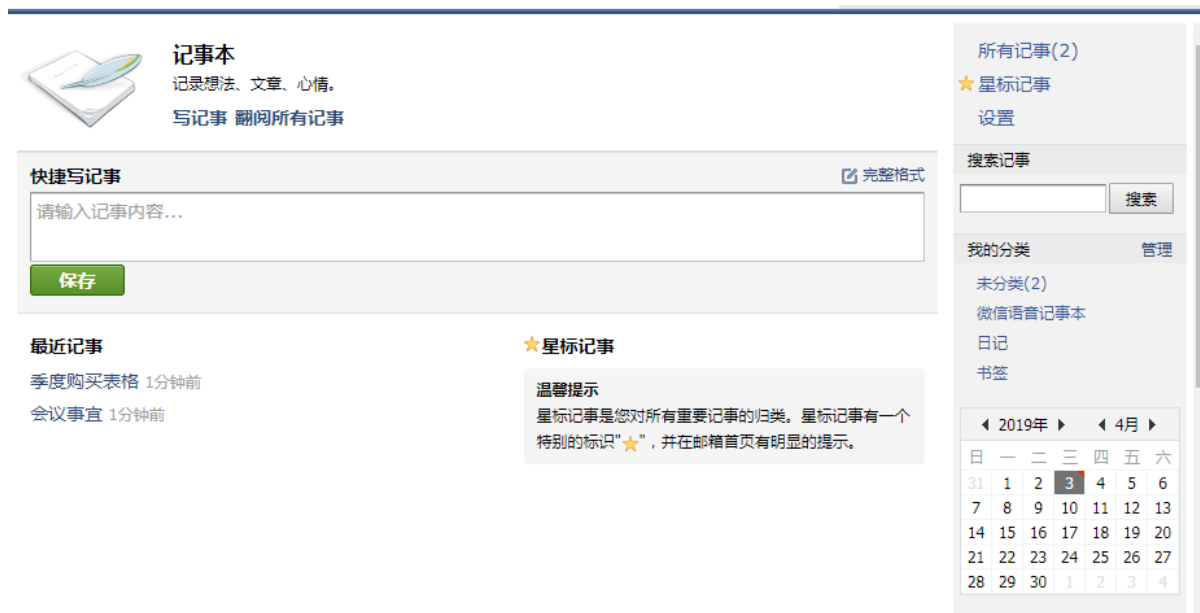 记事本
记录想法、文章、心情。
写记事 翻阅所有记事
快捷写记事 完整格式
请输入记事内容...
保存
最近记事
季度购买表格 1分钟前
会议事宜 1分钟前
星标记事
温馨提示
星标记事是您对所有重要记事的归类。星标记事有一个
特别的标识"⭐"，并在邮箱首页有明显的提示。
所有记事(2)
星标记事
设置
搜索记事
搜索
我的分类 管理
未分类(2)
微信语音记事本
日记
书签
2019年 4月
日 一 二 三 四 五 六
31 1 2 3 4 5 6
7 8 9 10 11 12 13
14 15 16 17 18 19 20
21 22 23 24 25 26 27
28 29 30 1 2 3 4